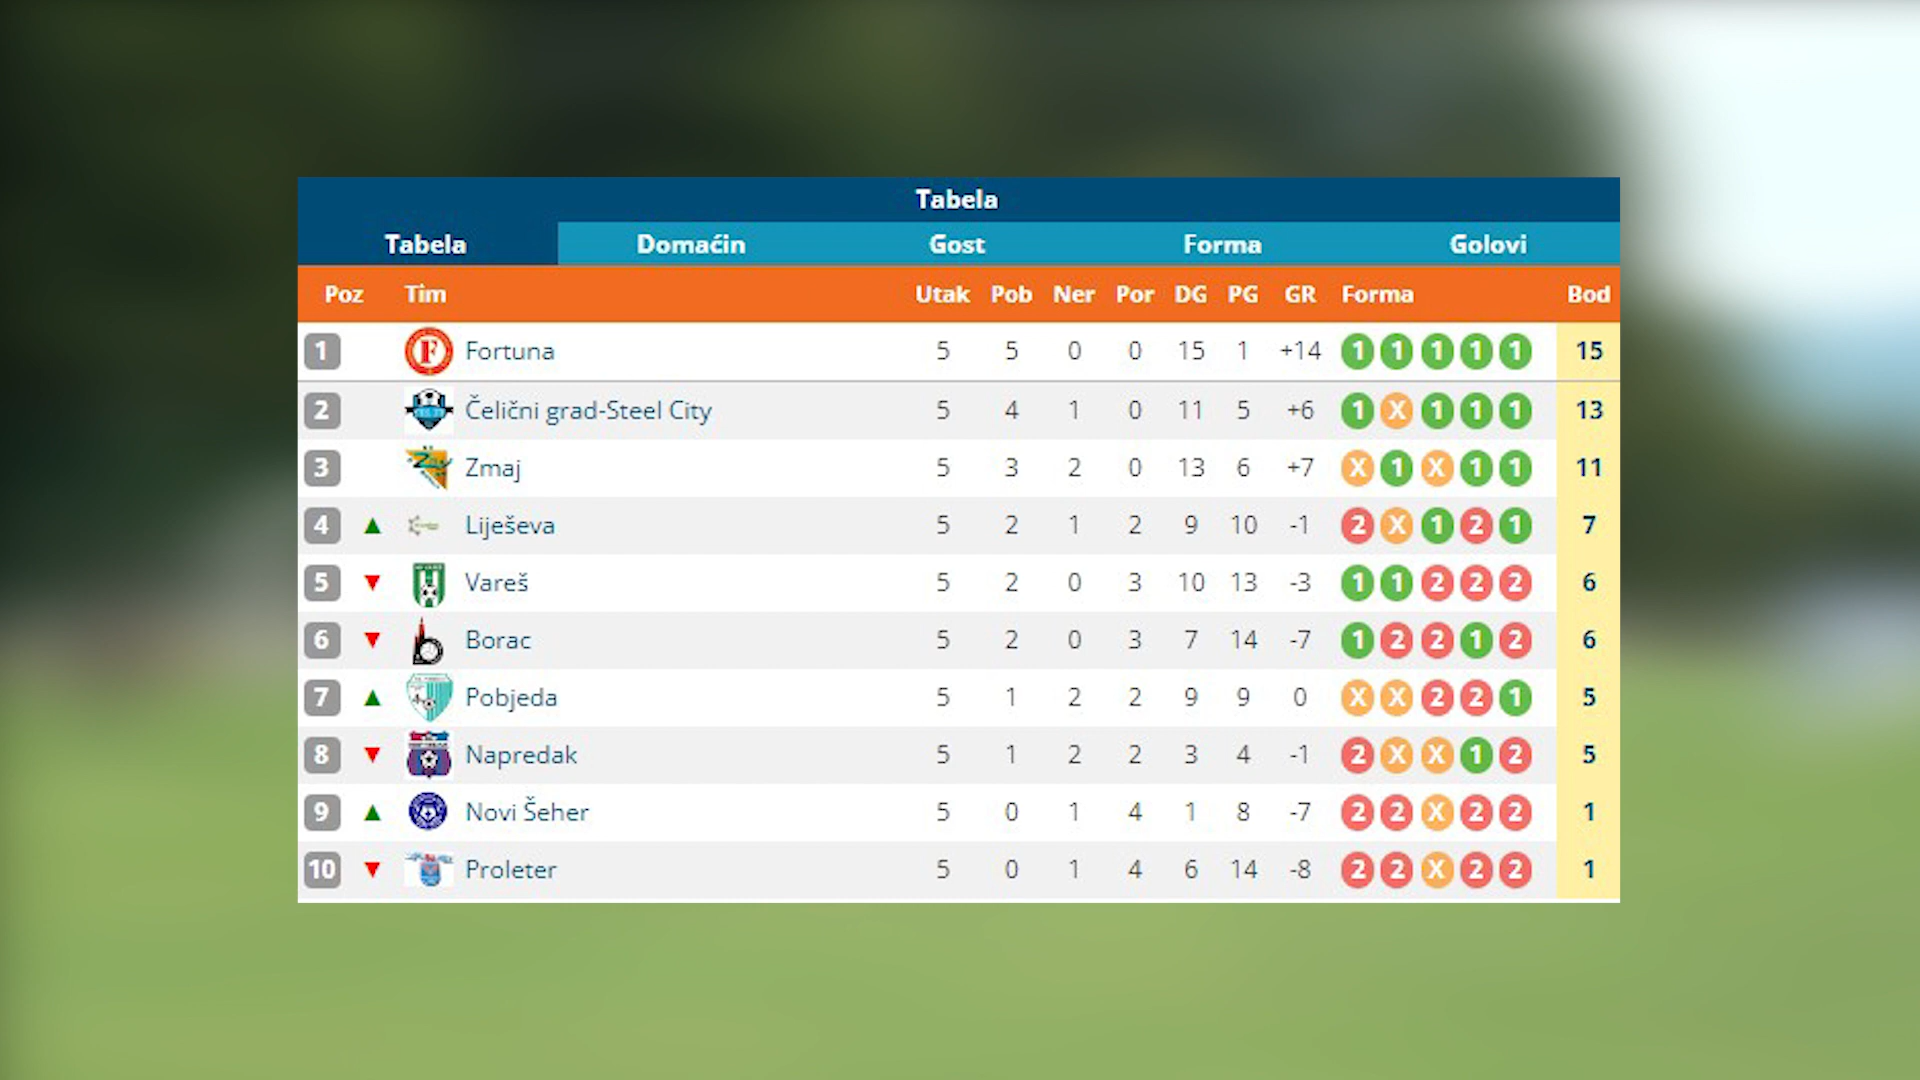 Tabela
Tabela Domaćin Gost Forma Golovi
Poz Tim Utak Pob Ner Por DG PG GR Forma Bod
1 F Fortuna 5 5 0 0 15 1 +14 1 1 1 1 1 15
2 Čelični grad-Steel City 5 4 1 0 11 5 +6 1 X 1 1 1 13
3 Zmaj 5 3 2 0 13 6 +7 X 1 X 1 1 11
4 ▲ Liješeva 5 2 1 2 9 10 -1 2 X 1 2 1 7
5 ▼ Vareš 5 2 0 3 10 13 -3 1 1 2 2 2 6
6 ▼ Borac 5 2 0 3 7 14 -7 1 2 2 1 2 6
7 ▲ Pobjeda 5 1 2 2 9 9 0 X X 2 2 1 5
8 ▼ Napredak 5 1 2 2 3 4 -1 2 X X 1 2 5
9 ▲ Novi Šeher 5 0 1 4 1 8 -7 2 2 X 2 2 1
10 ▼ Proleter 5 0 1 4 6 14 -8 2 2 X 2 2 1